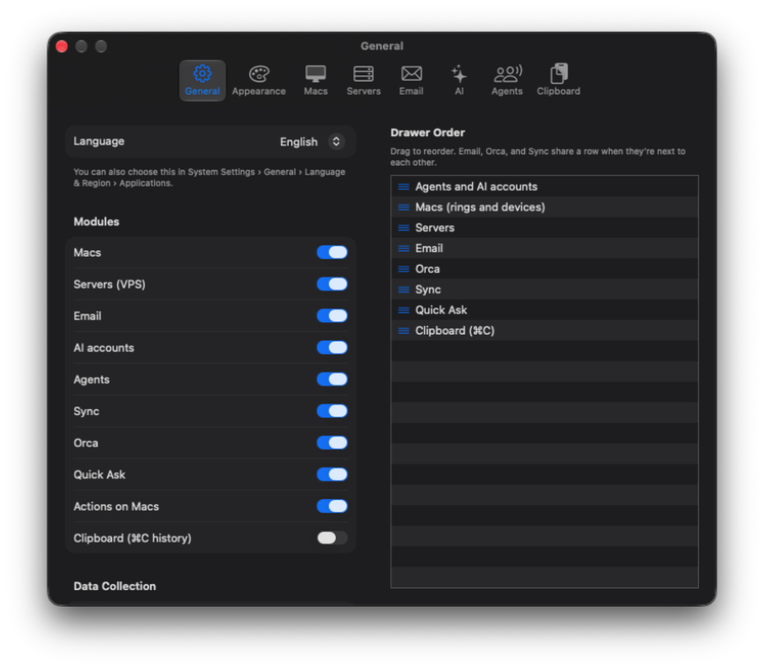 General
General Appearance Macs Servers Email AI Agents Clipboard
Language English
You can also choose this in System Settings › General › Language
& Region › Applications.
Modules
Macs
Servers (VPS)
Email
AI accounts
Agents
Sync
Orca
Quick Ask
Actions on Macs
Clipboard (⌘C history)
Data Collection
Drawer Order
Drag to reorder. Email, Orca, and Sync share a row when they're next to
each other.
Agents and AI accounts
Macs (rings and devices)
Servers
Email
Orca
Sync
Quick Ask
Clipboard (⌘C)